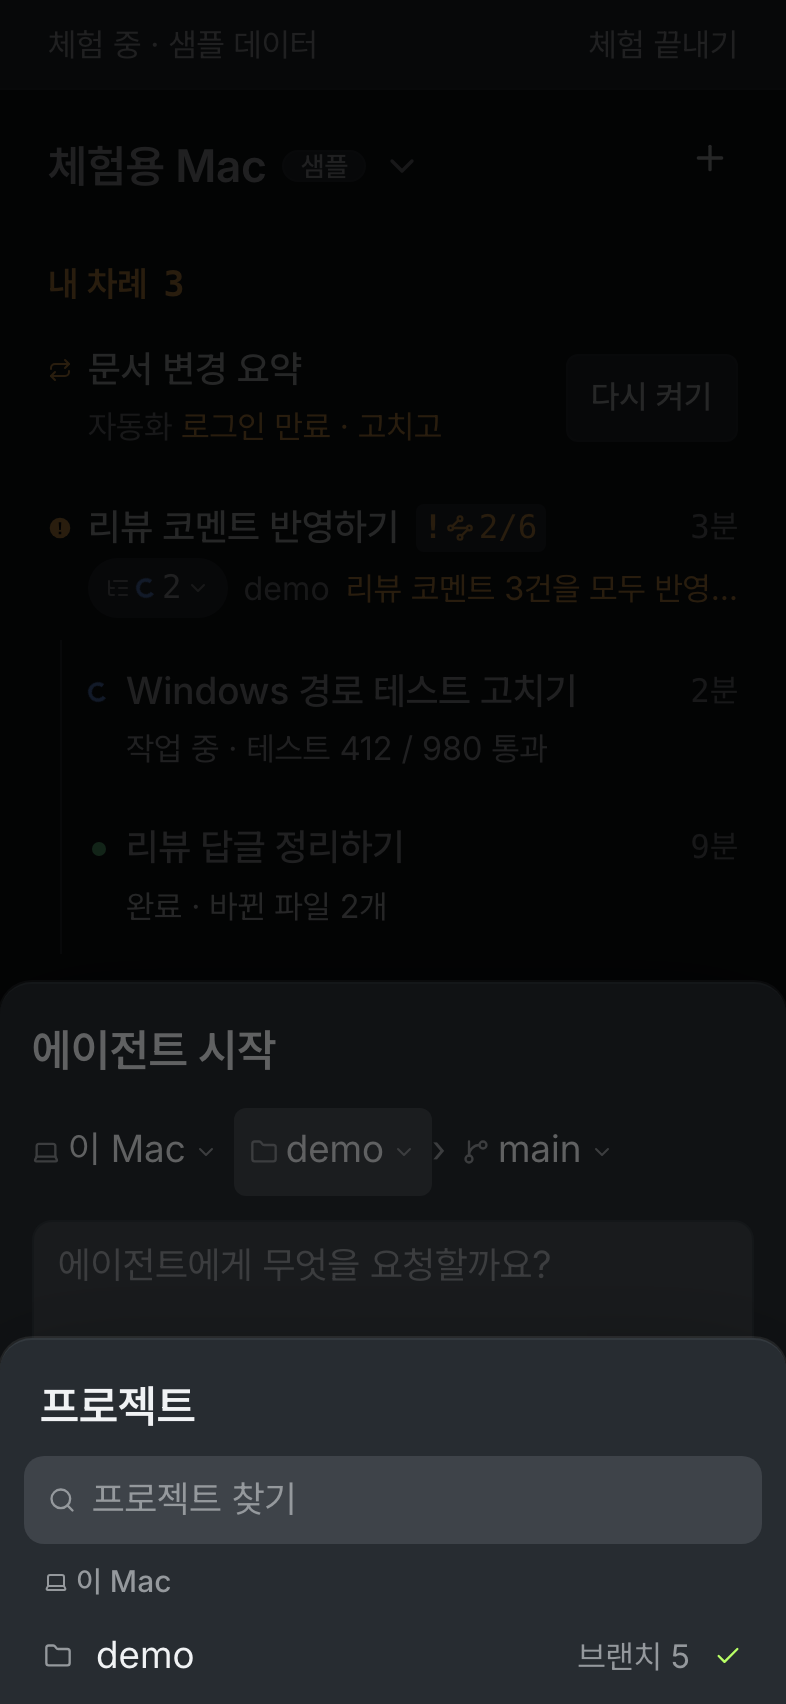 체험 중 · 샘플 데이터 체험 끝내기
체험용 Mac 샘플
내 차례 3
문서 변경 요약
다시 켜기
자동화 로그인 만료 · 고치고
리뷰 코멘트 반영하기 ! 2/6 3분
C 2 demo 리뷰 코멘트 3건을 모두 반영...
C Windows 경로 테스트 고치기 2분
작업 중 · 테스트 412 / 980 통과
리뷰 답글 정리하기 9분
완료 · 바뀐 파일 2개
에이전트 시작
이 Mac demo › main
에이전트에게 무엇을 요청할까요?
프로젝트
프로젝트 찾기
이 Mac
demo 브랜치 5